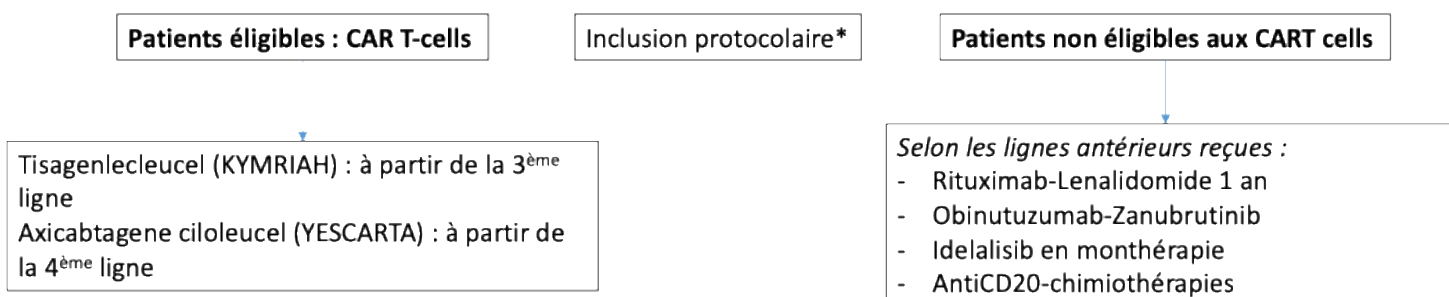 Patients éligibles : CAR T-cells
Inclusion protocolaire*
Patients non éligibles aux CART cells
Tisagenlecleucel (KYMRIAH) : à partir de la 3ème
ligne
Axicabtagene ciloleucel (YESCARTA) : à partir de
la 4ème ligne
Selon les lignes antérieurs reçues :
- Rituximab-Lenalidomide 1 an
- Obinutuzumab-Zanubrutinib
- Idelalisib en monthérapie
- AntiCD20-chimiothérapies